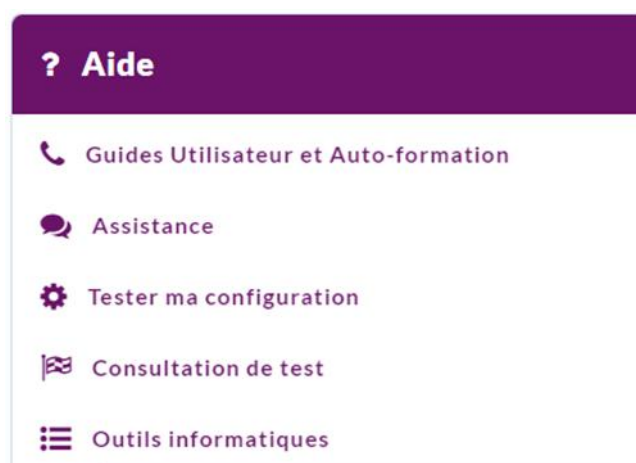 ? Aide
Guides Utilisateur et Auto-formation
Assistance
Tester ma configuration
Consultation de test
Outils informatiques